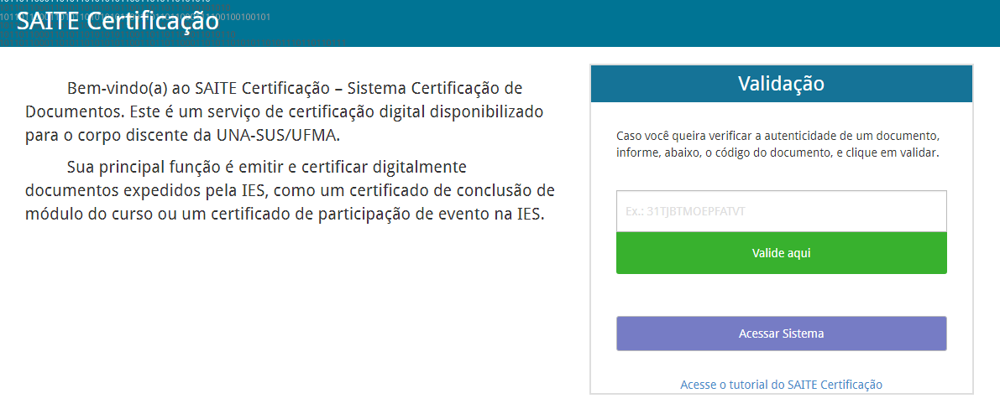 SAITE Certificação
Bem-vindo(a) ao SAITE Certificação – Sistema Certificação de
Documentos. Este é um serviço de certificação digital disponibilizado
para o corpo discente da UNA-SUS/UFMA.
Sua principal função é emitir e certificar digitalmente
documentos expedidos pela IES, como um certificado de conclusão de
módulo do curso ou um certificado de participação de evento na IES.
Validação
Caso você queira verificar a autenticidade de um documento,
informe, abaixo, o código do documento, e clique em validar.
Ex.: 31TJBTMOEPFATVT
Valide aqui
Acessar Sistema
Acesse o tutorial do SAITE Certificação